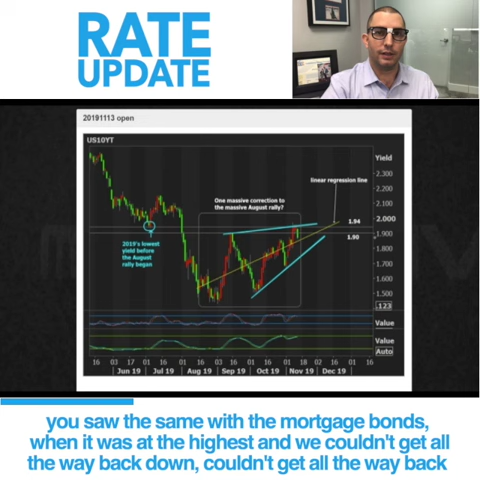 RATE
UPDATE
20191113 open
US10YT
Yield
linear regression line
2.300
One massive correction to
the massive August rally?
2.200
2.100
1.94
2.000
1.90
1.900
2019's lowest
yield before
the August
rally began
1.800
1.700
1.600
1.500
.123
Value
Value
Auto
16 03 17 01 16 01 16 03 16 01 16 01 18 02 16 01 16
Jun 19 Jul 19 Aug 19 Sep 19 Oct 19 Nov 19 Dec 19
you saw the same with the mortgage bonds,
when it was at the highest and we couldn't get all
the way back down, couldn't get all the way back